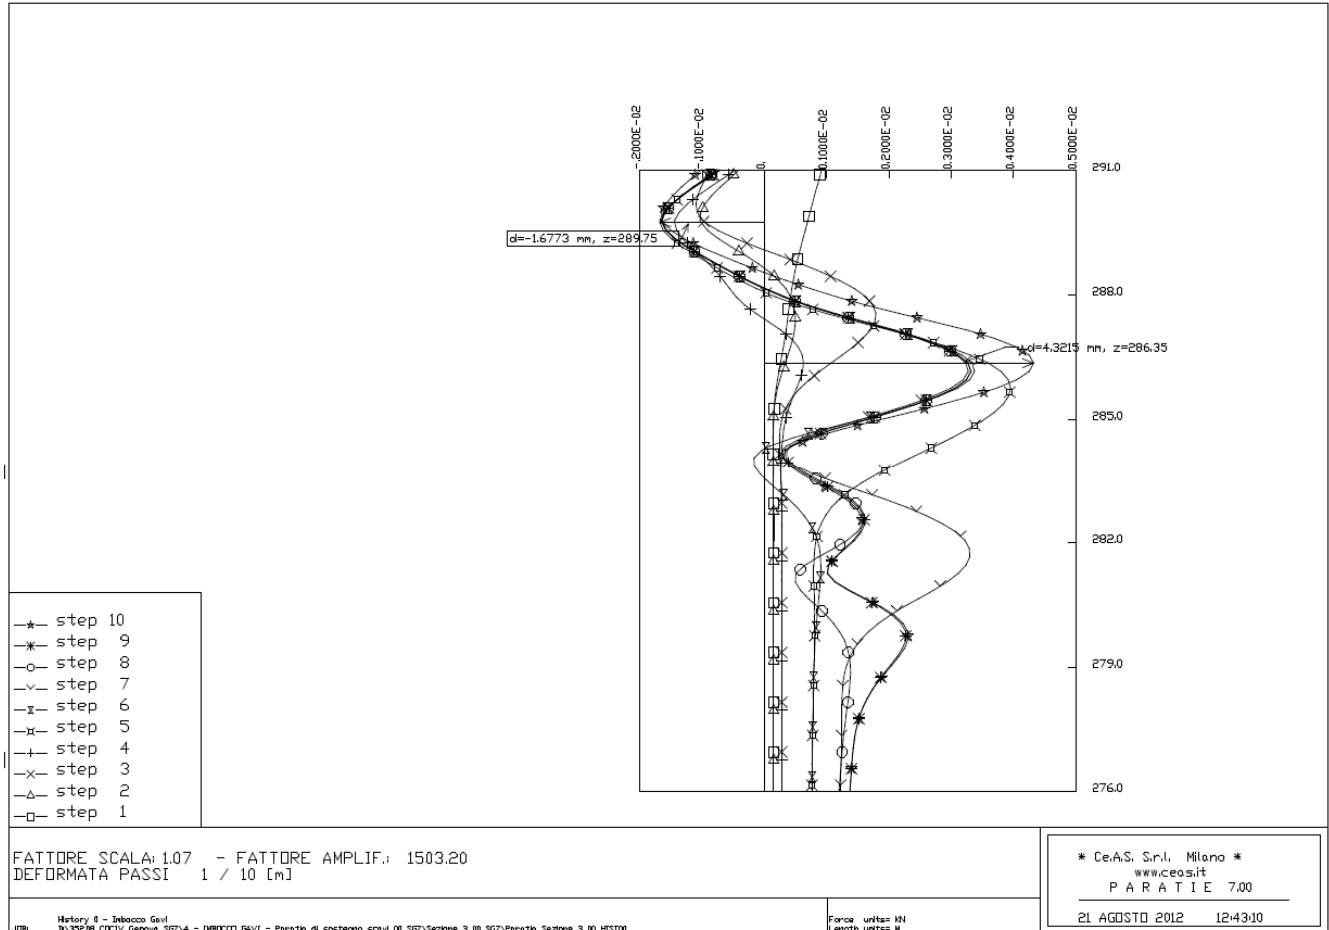 -.2000E-02
-.1000E-02
0.
0.1000E-02
0.2000E-02
0.3000E-02
0.4000E-02
0.5000E-02
291.0
d=-1.6773 mm, z=289.75
288.0
d=4.3215 mm, z=286.35
285.0
282.0
279.0
276.0
step 10
step 9
step 8
step 7
step 6
step 5
step 4
step 3
step 2
step 1
FATTORE SCALA: 1.07 - FATTORE AMPLIF.: 1503.20
DEFORMATA PASSI 1 / 10 [m]
* Ce.A.S. S.r.l. Milano *
www.ceas.it
P A R A T I E 7.00
21 AGOSTO 2012 12:43:10
History 0 - Imbocco Gavi
JOB:
Force units= KN
Length units= M